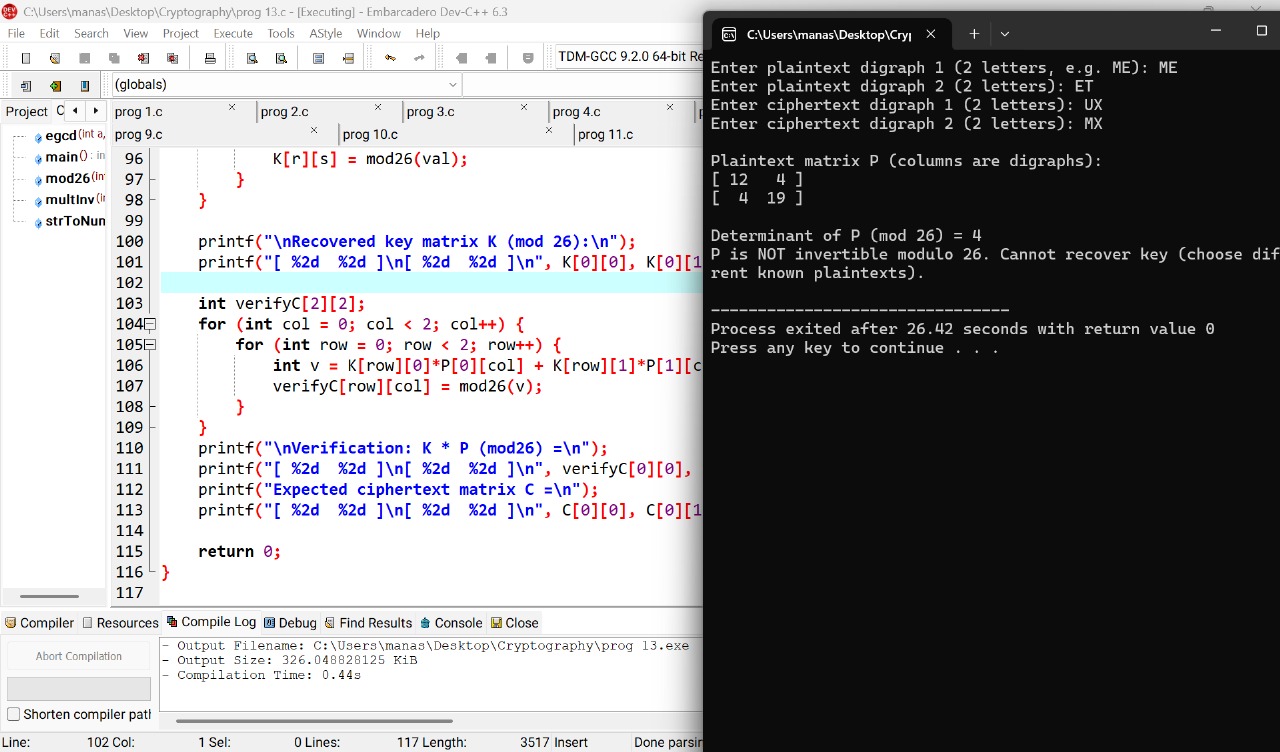 C:\Users\manas\Desktop\Cryptography\prog 13.c - [Executing] - Embarcadero Dev-C++ 6.3
File Edit Search View Project Execute Tools AStyle Window Help
TDM-GCC 9.2.0 64-bit Re
(globals)
Project C
prog 1.c prog 2.c prog 3.c prog 4.c
prog 9.c prog 10.c prog 11.c
egcd (int a,
main () : in
mod26 (in
multInv (i
strToNun
96 K[r][s] = mod26(val);
97 }
98 }
99
100 printf("\nRecovered key matrix K (mod 26):\n");
101 printf("[ %2d  %2d ]\n[ %2d  %2d ]\n", K[0][0], K[0][1
102
103 int verifyC[2][2];
104 for (int col = 0; col < 2; col++) {
105 for (int row = 0; row < 2; row++) {
106 int v = K[row][0]*P[0][col] + K[row][1]*P[1][c
107 verifyC[row][col] = mod26(v);
108 }
109 }
110 printf("\nVerification: K * P (mod26) =\n");
111 printf("[ %2d  %2d ]\n[ %2d  %2d ]\n", verifyC[0][0],
112 printf("Expected ciphertext matrix C =\n");
113 printf("[ %2d  %2d ]\n[ %2d  %2d ]\n", C[0][0], C[0][1
114
115 return 0;
116 }
117
Compiler Resources Compile Log Debug Find Results Console Close
Abort Compilation
Shorten compiler path
- Output Filename: C:\Users\manas\Desktop\Cryptography\prog 13.exe
- Output Size: 326.048828125 KiB
- Compilation Time: 0.44s
Line: 102 Col: 1 Sel: 0 Lines: 117 Length: 3517 Insert Done parsin
C:\Users\manas\Desktop\Cryp
Enter plaintext digraph 1 (2 letters, e.g. ME): ME
Enter plaintext digraph 2 (2 letters): ET
Enter ciphertext digraph 1 (2 letters): UX
Enter ciphertext digraph 2 (2 letters): MX
Plaintext matrix P (columns are digraphs):
[ 12   4 ]
[  4  19 ]
Determinant of P (mod 26) = 4
P is NOT invertible modulo 26. Cannot recover key (choose dif
rent known plaintexts).
--------------------------------
Process exited after 26.42 seconds with return value 0
Press any key to continue . . .